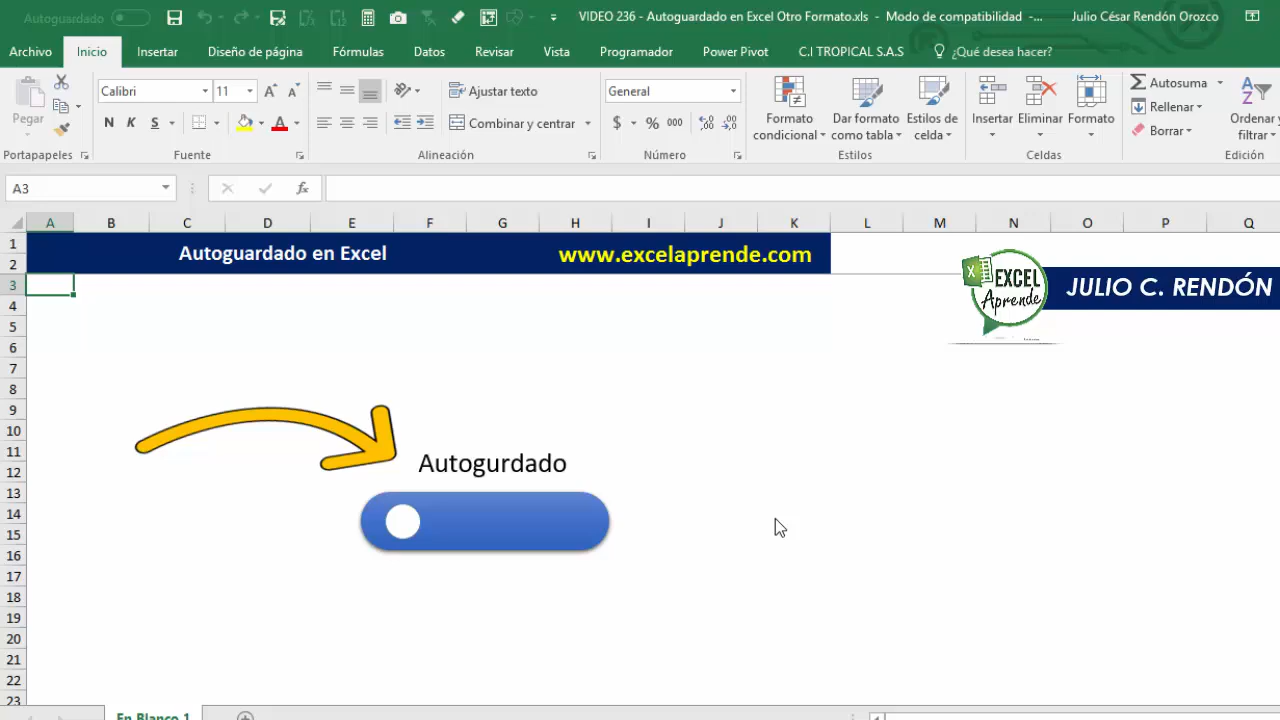 Autoguardado
VIDEO 236 - Autoguardado en Excel Otro Formato.xls - Modo de compatibilidad -...
Julio César Rendón Orozco
Archivo Inicio Insertar Diseño de página Fórmulas Datos Revisar Vista Programador Power Pivot C.I TROPICAL S.A.S ¿Qué desea hacer?
Pegar
Calibri 11
N K S A
Ajustar texto
Combinar y centrar
General
$ % 000
Formato condicional
Dar formato como tabla
Estilos de celda
Insertar Eliminar Formato
Autosuma
Rellenar
Borrar
Ordenar y
filtrar
Portapapeles Fuente Alineación Número Estilos Celdas Edición
A3 fx
A B C D E F G H I J K L M N O P Q
1
2
3
4
5
6
7
8
9
10
11
12
13
14
15
16
17
18
19
20
21
22
23
Autoguardado en Excel www.excelaprende.com
EXCEL
Aprende
JULIO C. RENDÓN
Autogurdado
En Blanco 1